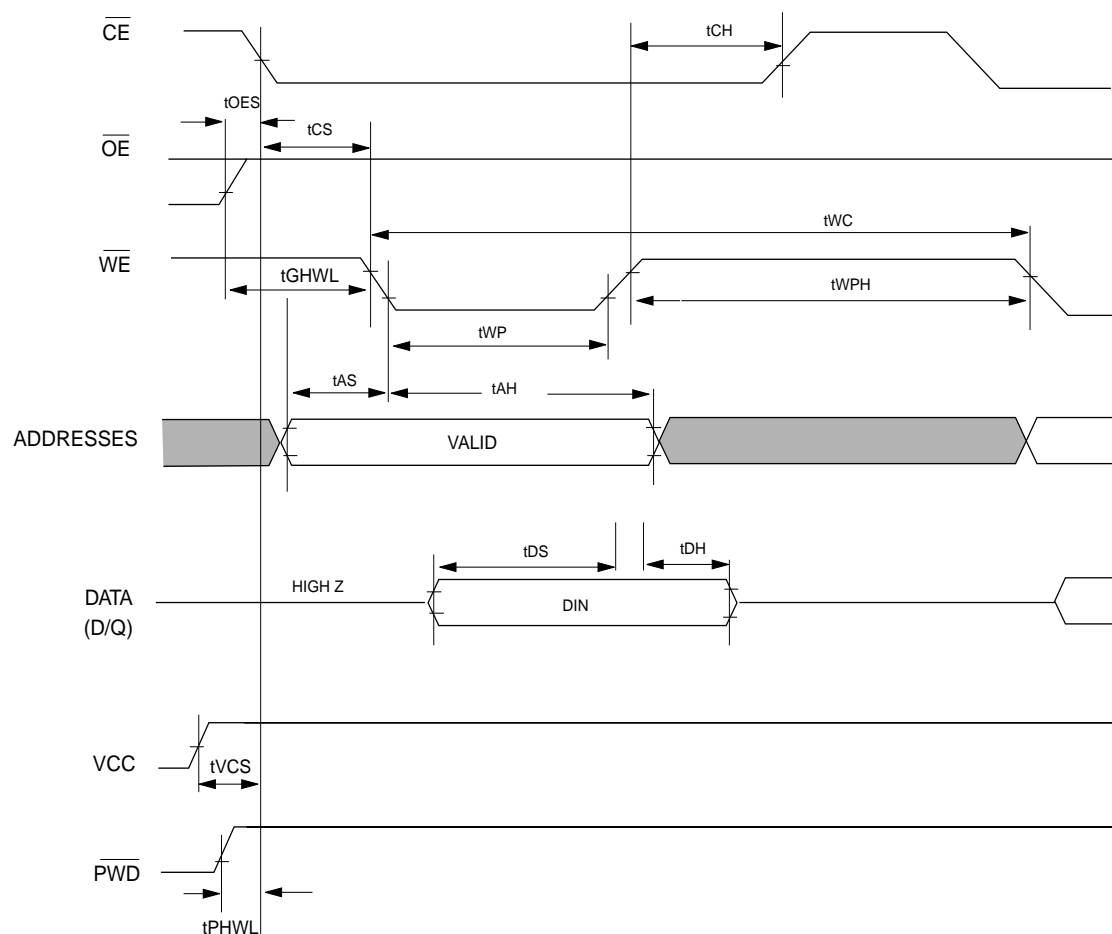 CE
tCH
tOES
tCS
OE
tWC
WE
tGHWL
tWPH
tWP
tAS
tAH
ADDRESSES
VALID
tDS
tDH
HIGH Z
DATA
(D/Q)
DIN
VCC
tVCS
PWD
tPHWL